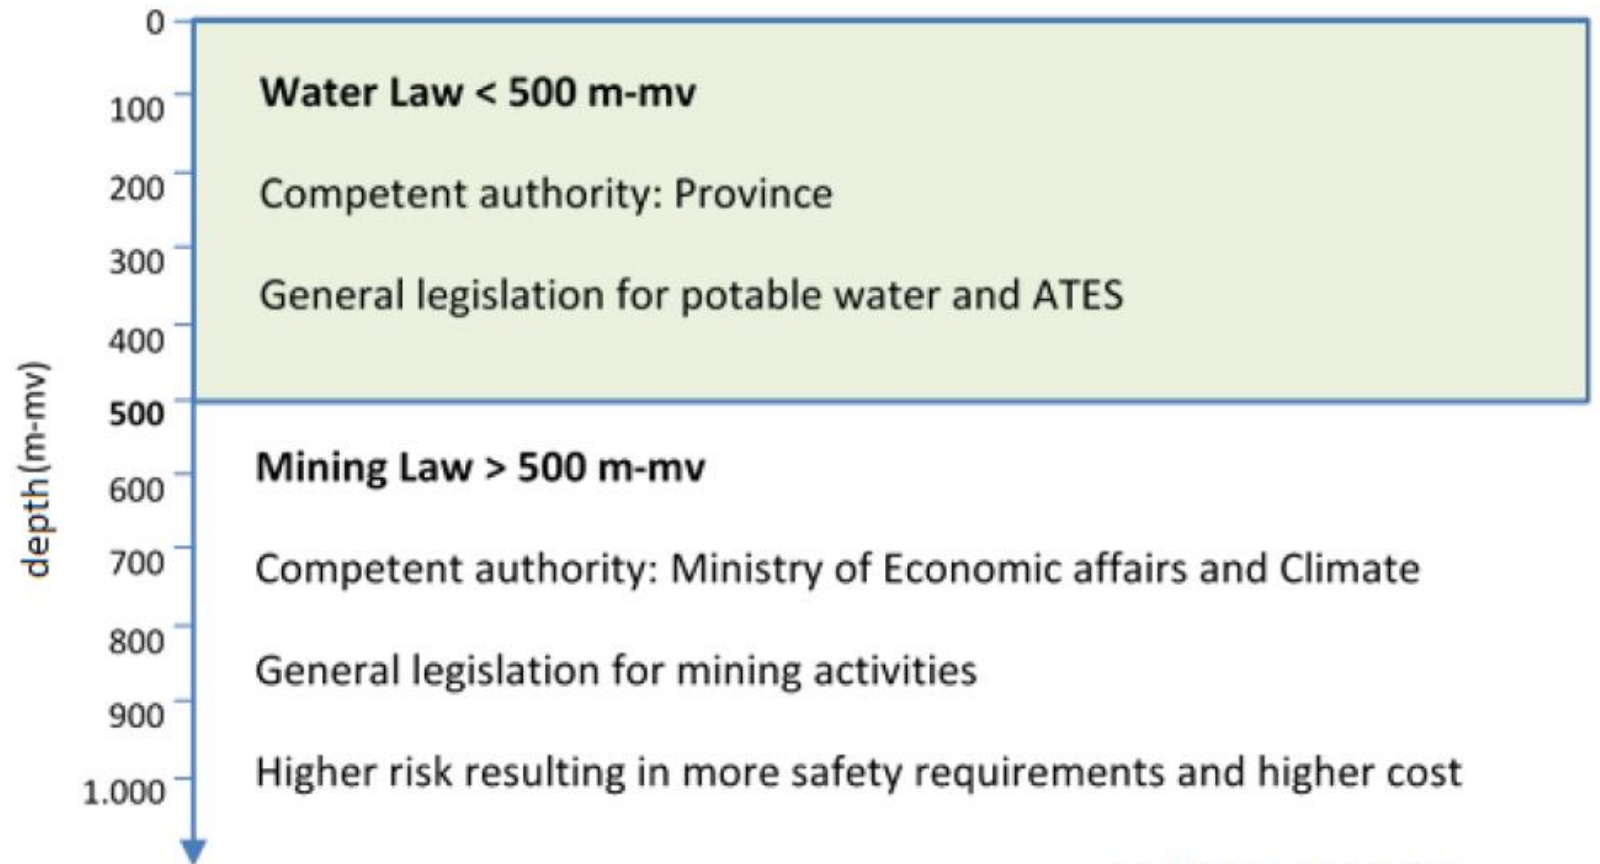 0
Water Law < 500 m-mv
100
200
Competent authority: Province
300
General legislation for potable water and ATES
400
depth(m-mv)
500
Mining Law > 500 m-mv
600
700
Competent authority: Ministry of Economic affairs and Climate
800
General legislation for mining activities
900
Higher risk resulting in more safety requirements and higher cost
1.000